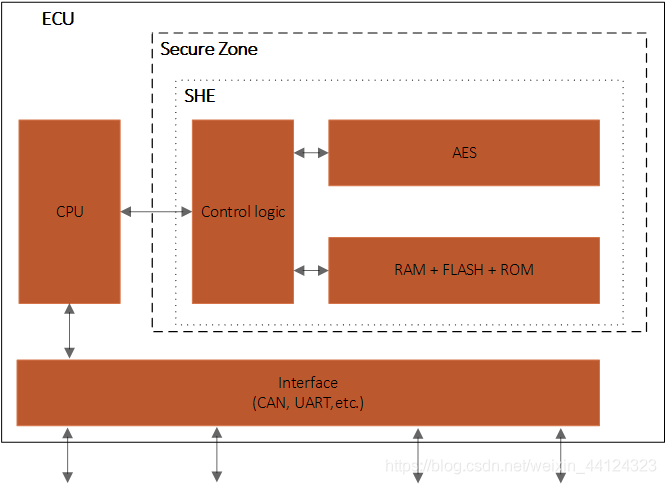 ECU
Secure Zone
SHE
CPU
Control logic
AES
RAM + FLASH + ROM
Interface
(CAN, UART, etc.)
https://blog.csdn.net/weixin_44124323